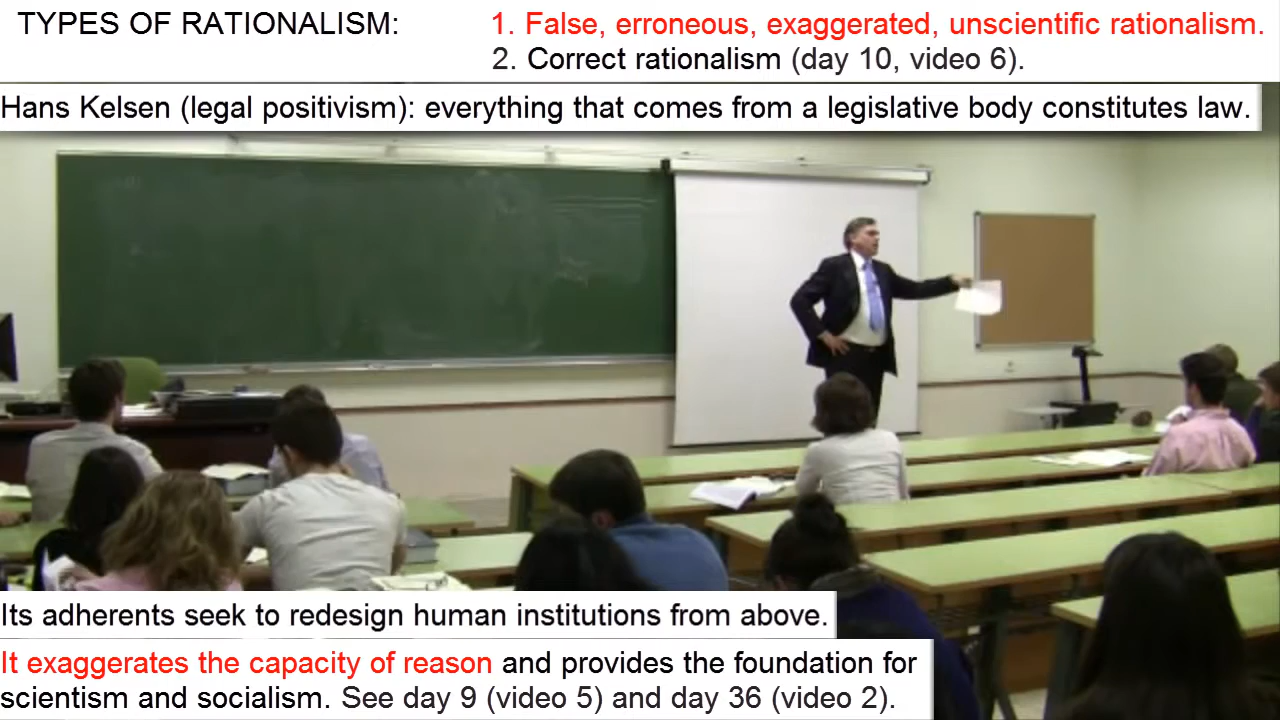 TYPES OF RATIONALISM:
1. False, erroneous, exaggerated, unscientific rationalism.
2. Correct rationalism (day 10, video 6).
Hans Kelsen (legal positivism): everything that comes from a legislative body constitutes law.
Its adherents seek to redesign human institutions from above.
It exaggerates the capacity of reason and provides the foundation for
scientism and socialism. See day 9 (video 5) and day 36 (video 2).